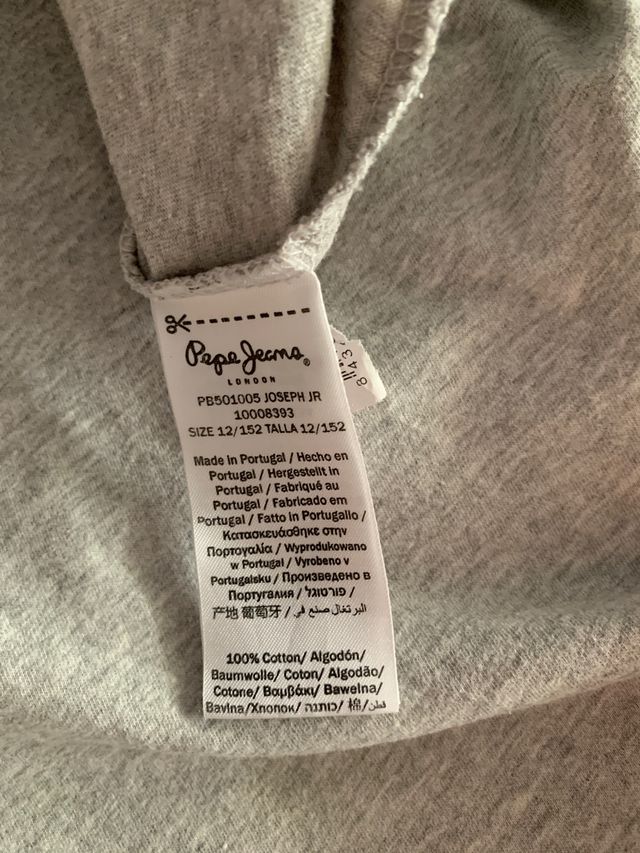 Pepe Jeans®
LONDON
PB501005 JOSEPH JR
10008393
SIZE 12/152 TALLA 12/152
Made in Portugal / Hecho en
Portugal / Hergestellt in
Portugal / Fabriqué au
Portugal / Fabricado em
Portugal / Fatto in Portugallo /
Κατασκευάσθηκε στην
Πορτογαλία / Wyprodukowano
w Portugal / Vyrobeno v
Portugalsku / Произведено в
Португалия / פורטוגל /
产地 葡萄牙 / البرتغال صنع في /
100% Cotton/ Algodón/
Baumwolle/ Coton/ Algodão/
Cotone/ Βαμβάκι/ Bawełna/
Bavlna/Хлопок/ כותנה/ 棉/ قطن/
843